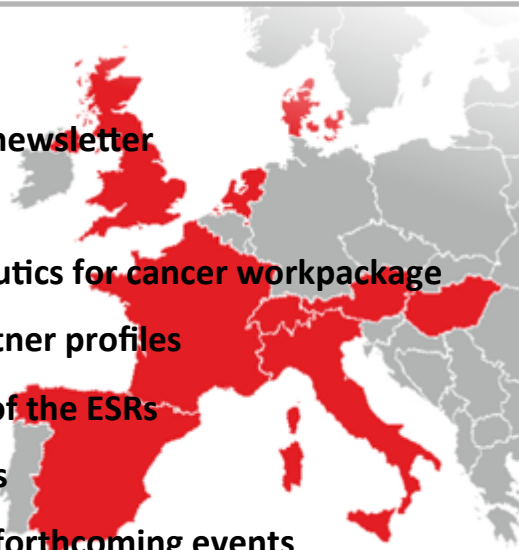 newsletter
utics for cancer workpackage
tner profiles
of the ESRs
s
forthcoming events